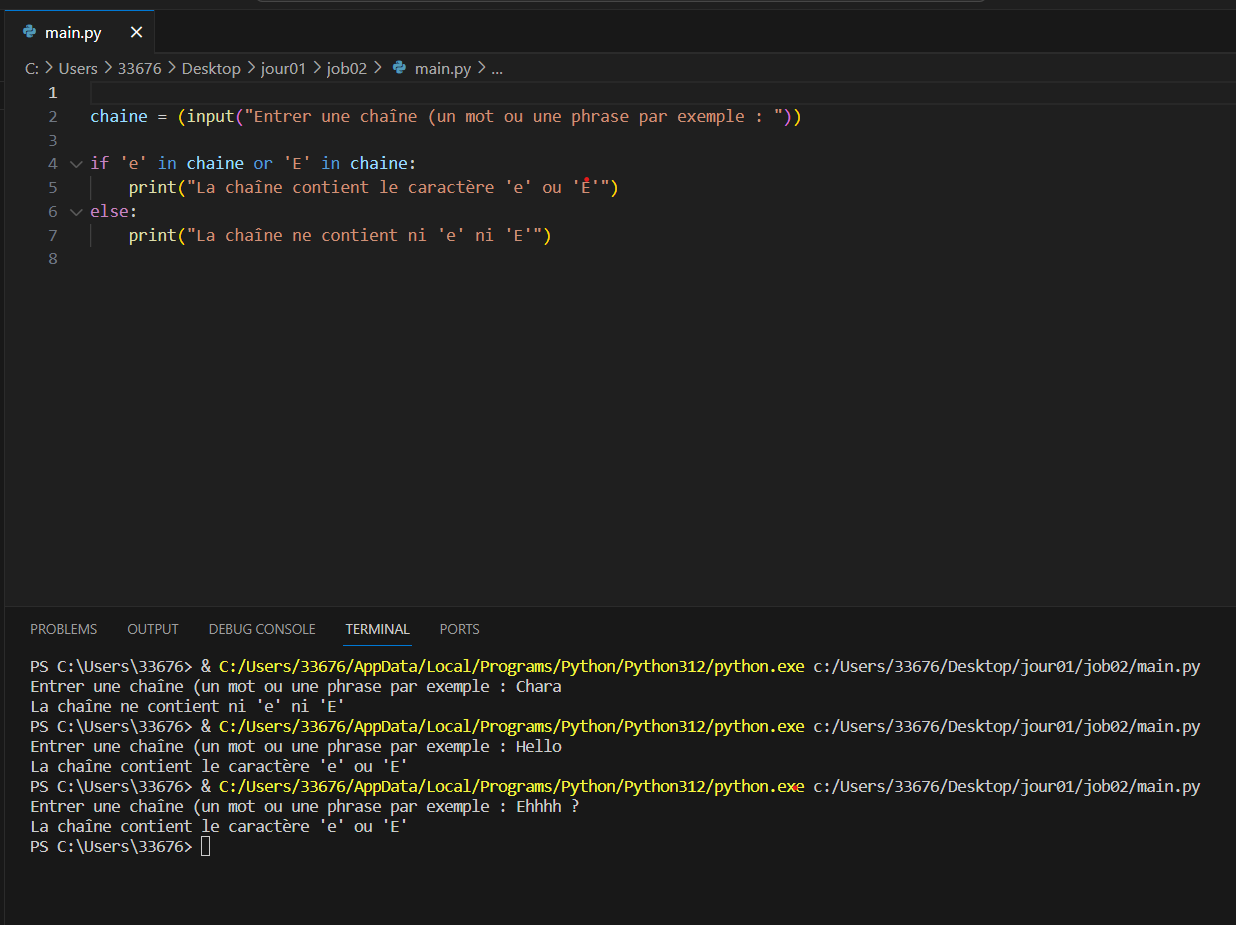 main.py
C: > Users > 33676 > Desktop > jour01 > job02 > main.py > ...
1
2 chaine = (input("Entrer une chaîne (un mot ou une phrase par exemple : "))
3
4 if 'e' in chaine or 'E' in chaine:
5 print("La chaîne contient le caractère 'e' ou 'E'")
6 else:
7 print("La chaîne ne contient ni 'e' ni 'E'")
8
PROBLEMS OUTPUT DEBUG CONSOLE TERMINAL PORTS
PS C:\Users\33676> & C:/Users/33676/AppData/Local/Programs/Python/Python312/python.exe c:/Users/33676/Desktop/jour01/job02/main.py
Entrer une chaîne (un mot ou une phrase par exemple : Chara
La chaîne ne contient ni 'e' ni 'E'
PS C:\Users\33676> & C:/Users/33676/AppData/Local/Programs/Python/Python312/python.exe c:/Users/33676/Desktop/jour01/job02/main.py
Entrer une chaîne (un mot ou une phrase par exemple : Hello
La chaîne contient le caractère 'e' ou 'E'
PS C:\Users\33676> & C:/Users/33676/AppData/Local/Programs/Python/Python312/python.exe c:/Users/33676/Desktop/jour01/job02/main.py
Entrer une chaîne (un mot ou une phrase par exemple : Ehhhh ?
La chaîne contient le caractère 'e' ou 'E'
PS C:\Users\33676>